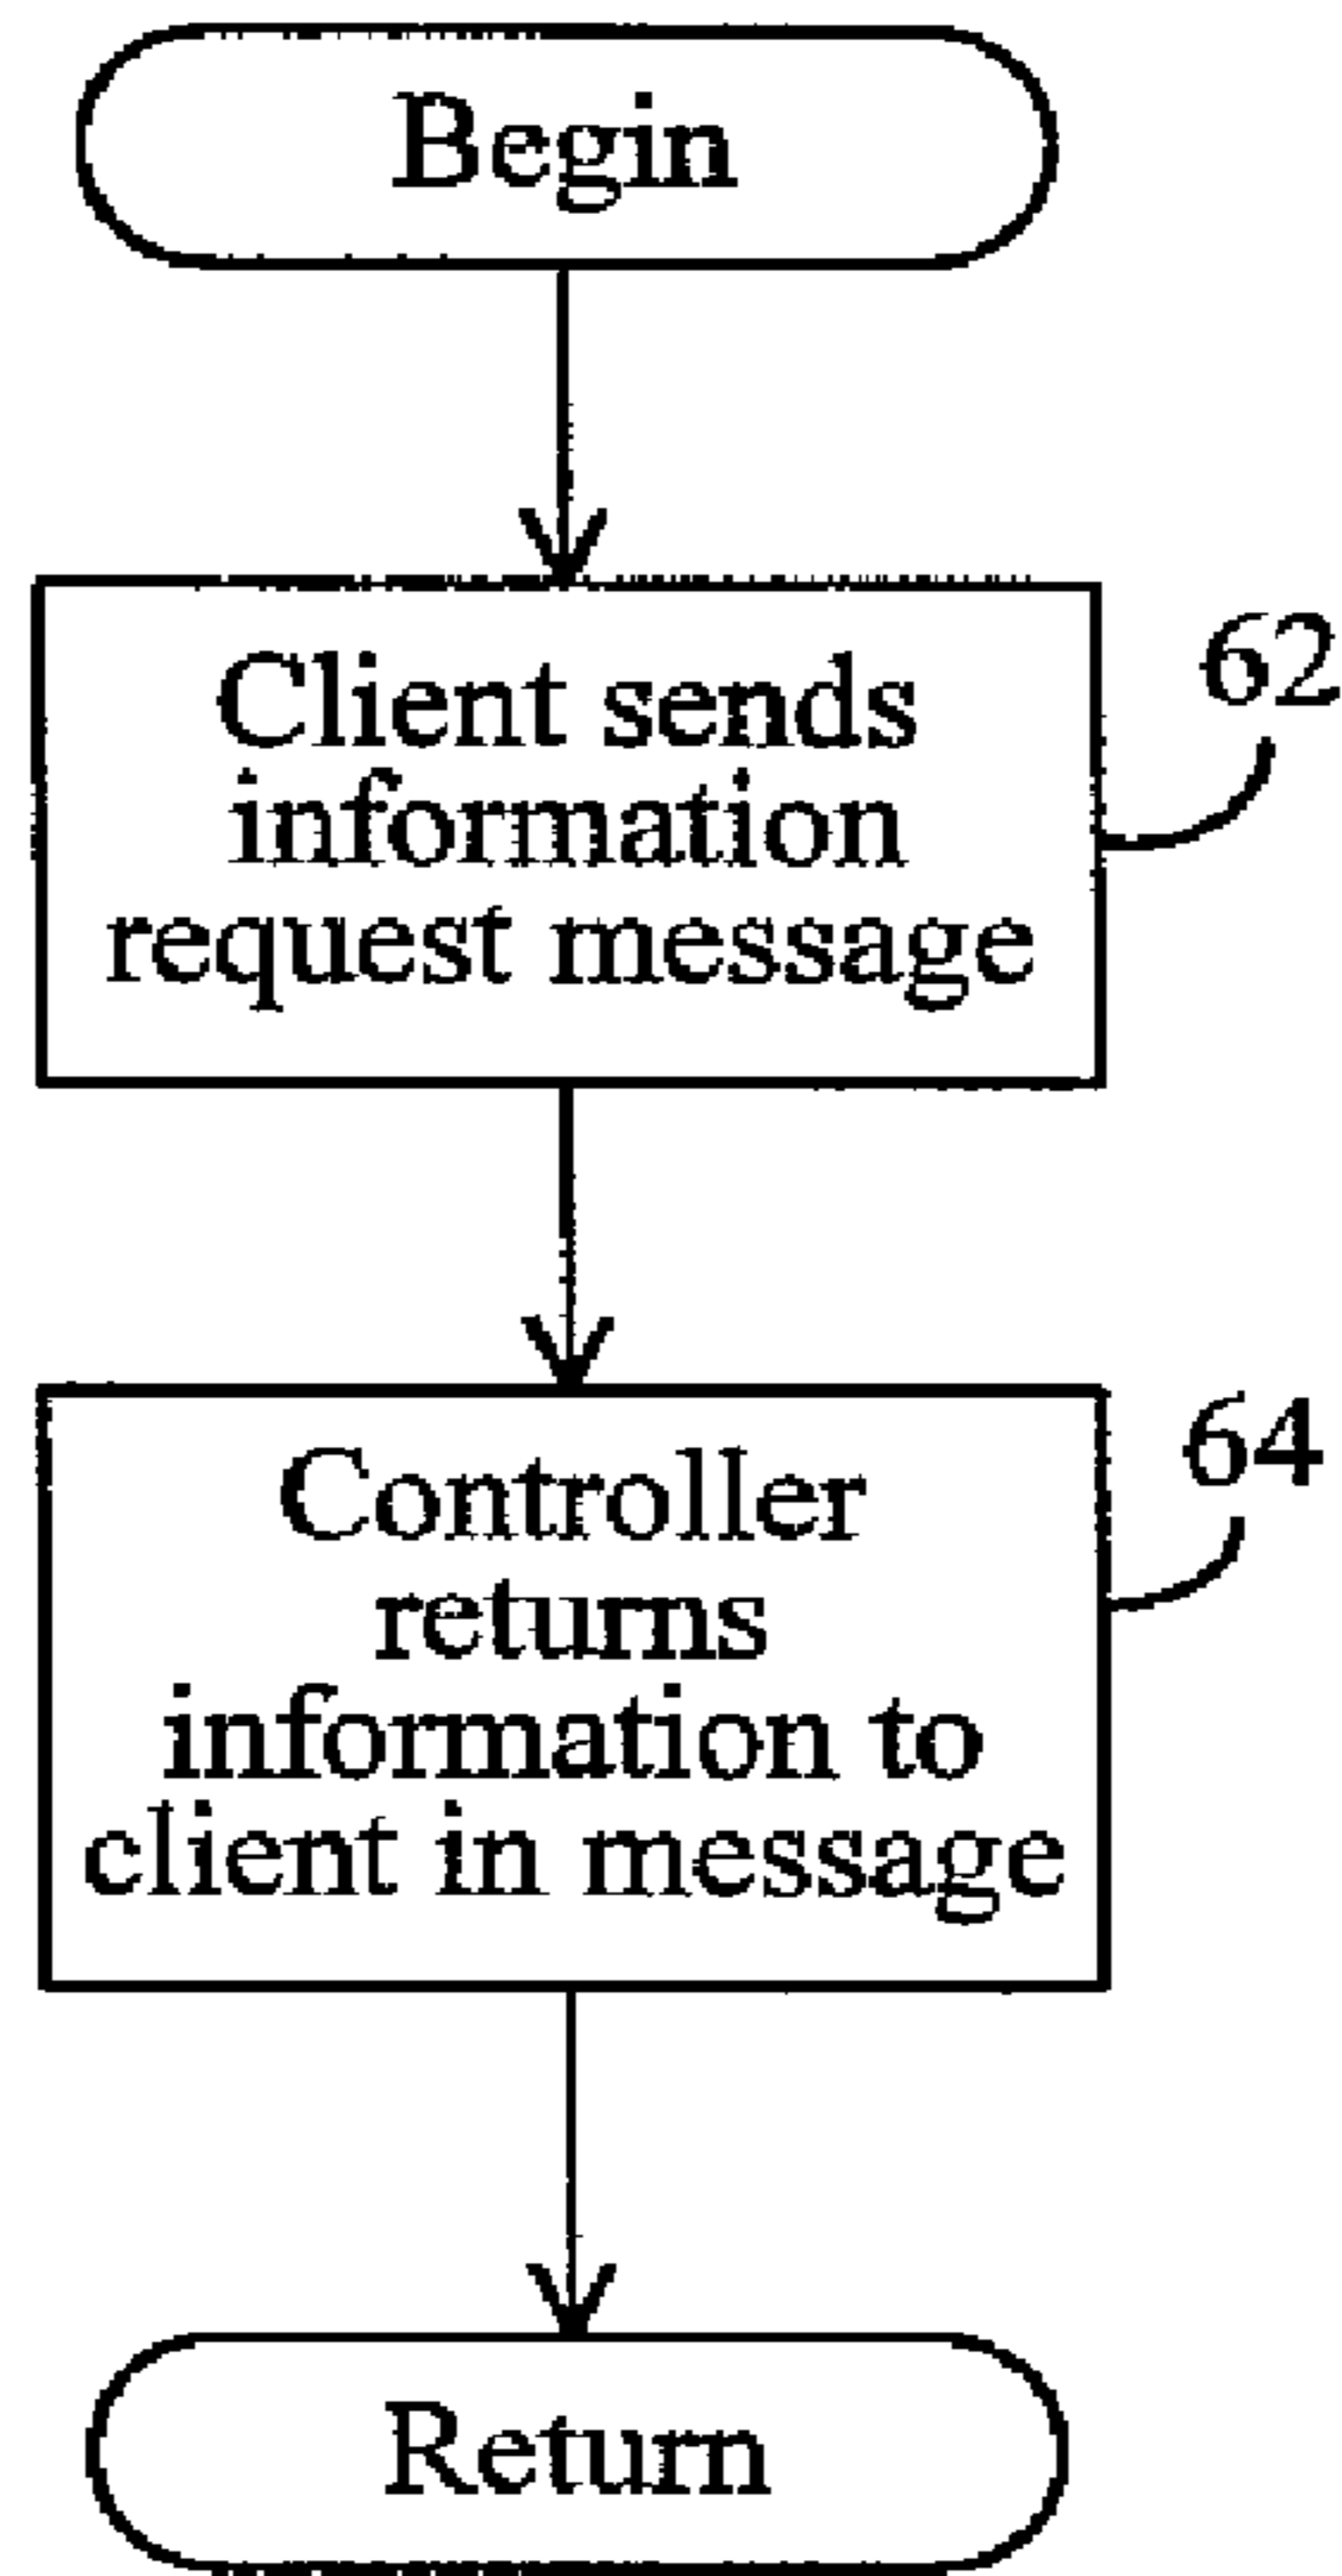 Begin
Client sends
information
request message
62
Controller
returns
information to
client in message
64
Return